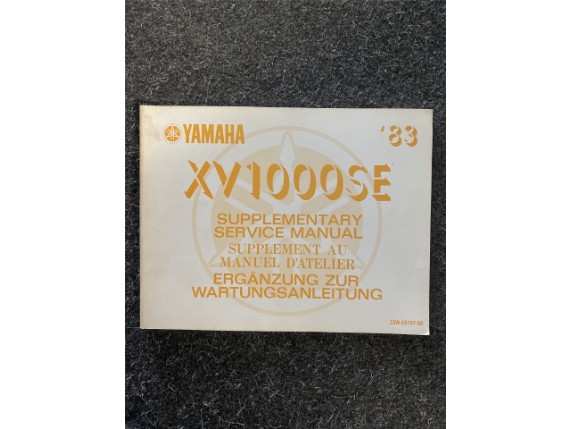 YAMAHA '83
XV1000SE
SUPPLEMENTARY
SERVICE MANUAL
SUPPLEMENT AU
MANUEL D'ATELIER
ERGÄNZUNG ZUR
WARTUNGSANLEITUNG